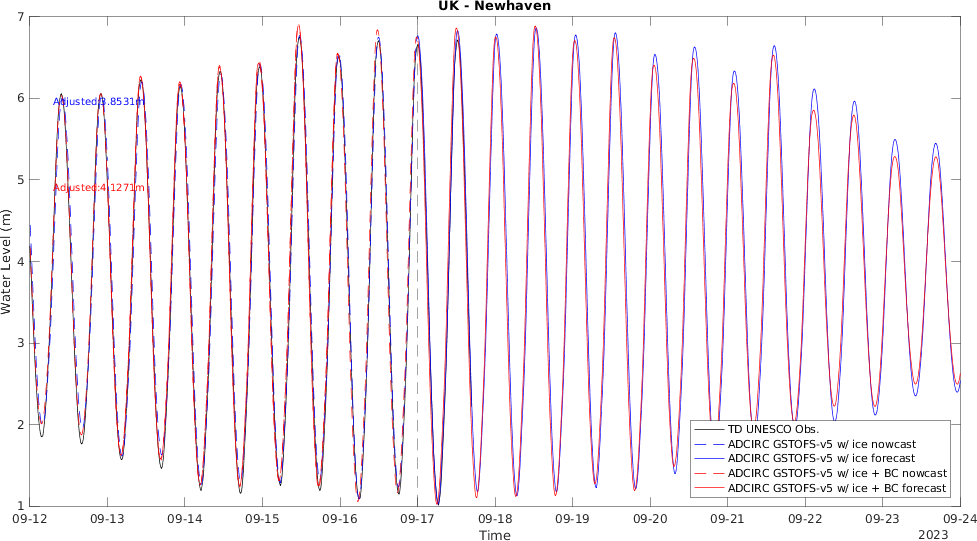 UK - Newhaven
7
6
5
4
3
2
1
Water Level (m)
Adjusted:3.8531m
Adjusted:4.1271m
TD UNESCO Obs.
ADCIRC GSTOFS-v5 w/ ice nowcast
ADCIRC GSTOFS-v5 w/ ice forecast
ADCIRC GSTOFS-v5 w/ ice + BC nowcast
ADCIRC GSTOFS-v5 w/ ice + BC forecast
09-12 09-13 09-14 09-15 09-16 09-17 09-18 09-19 09-20 09-21 09-22 09-23 09-24
Time
2023